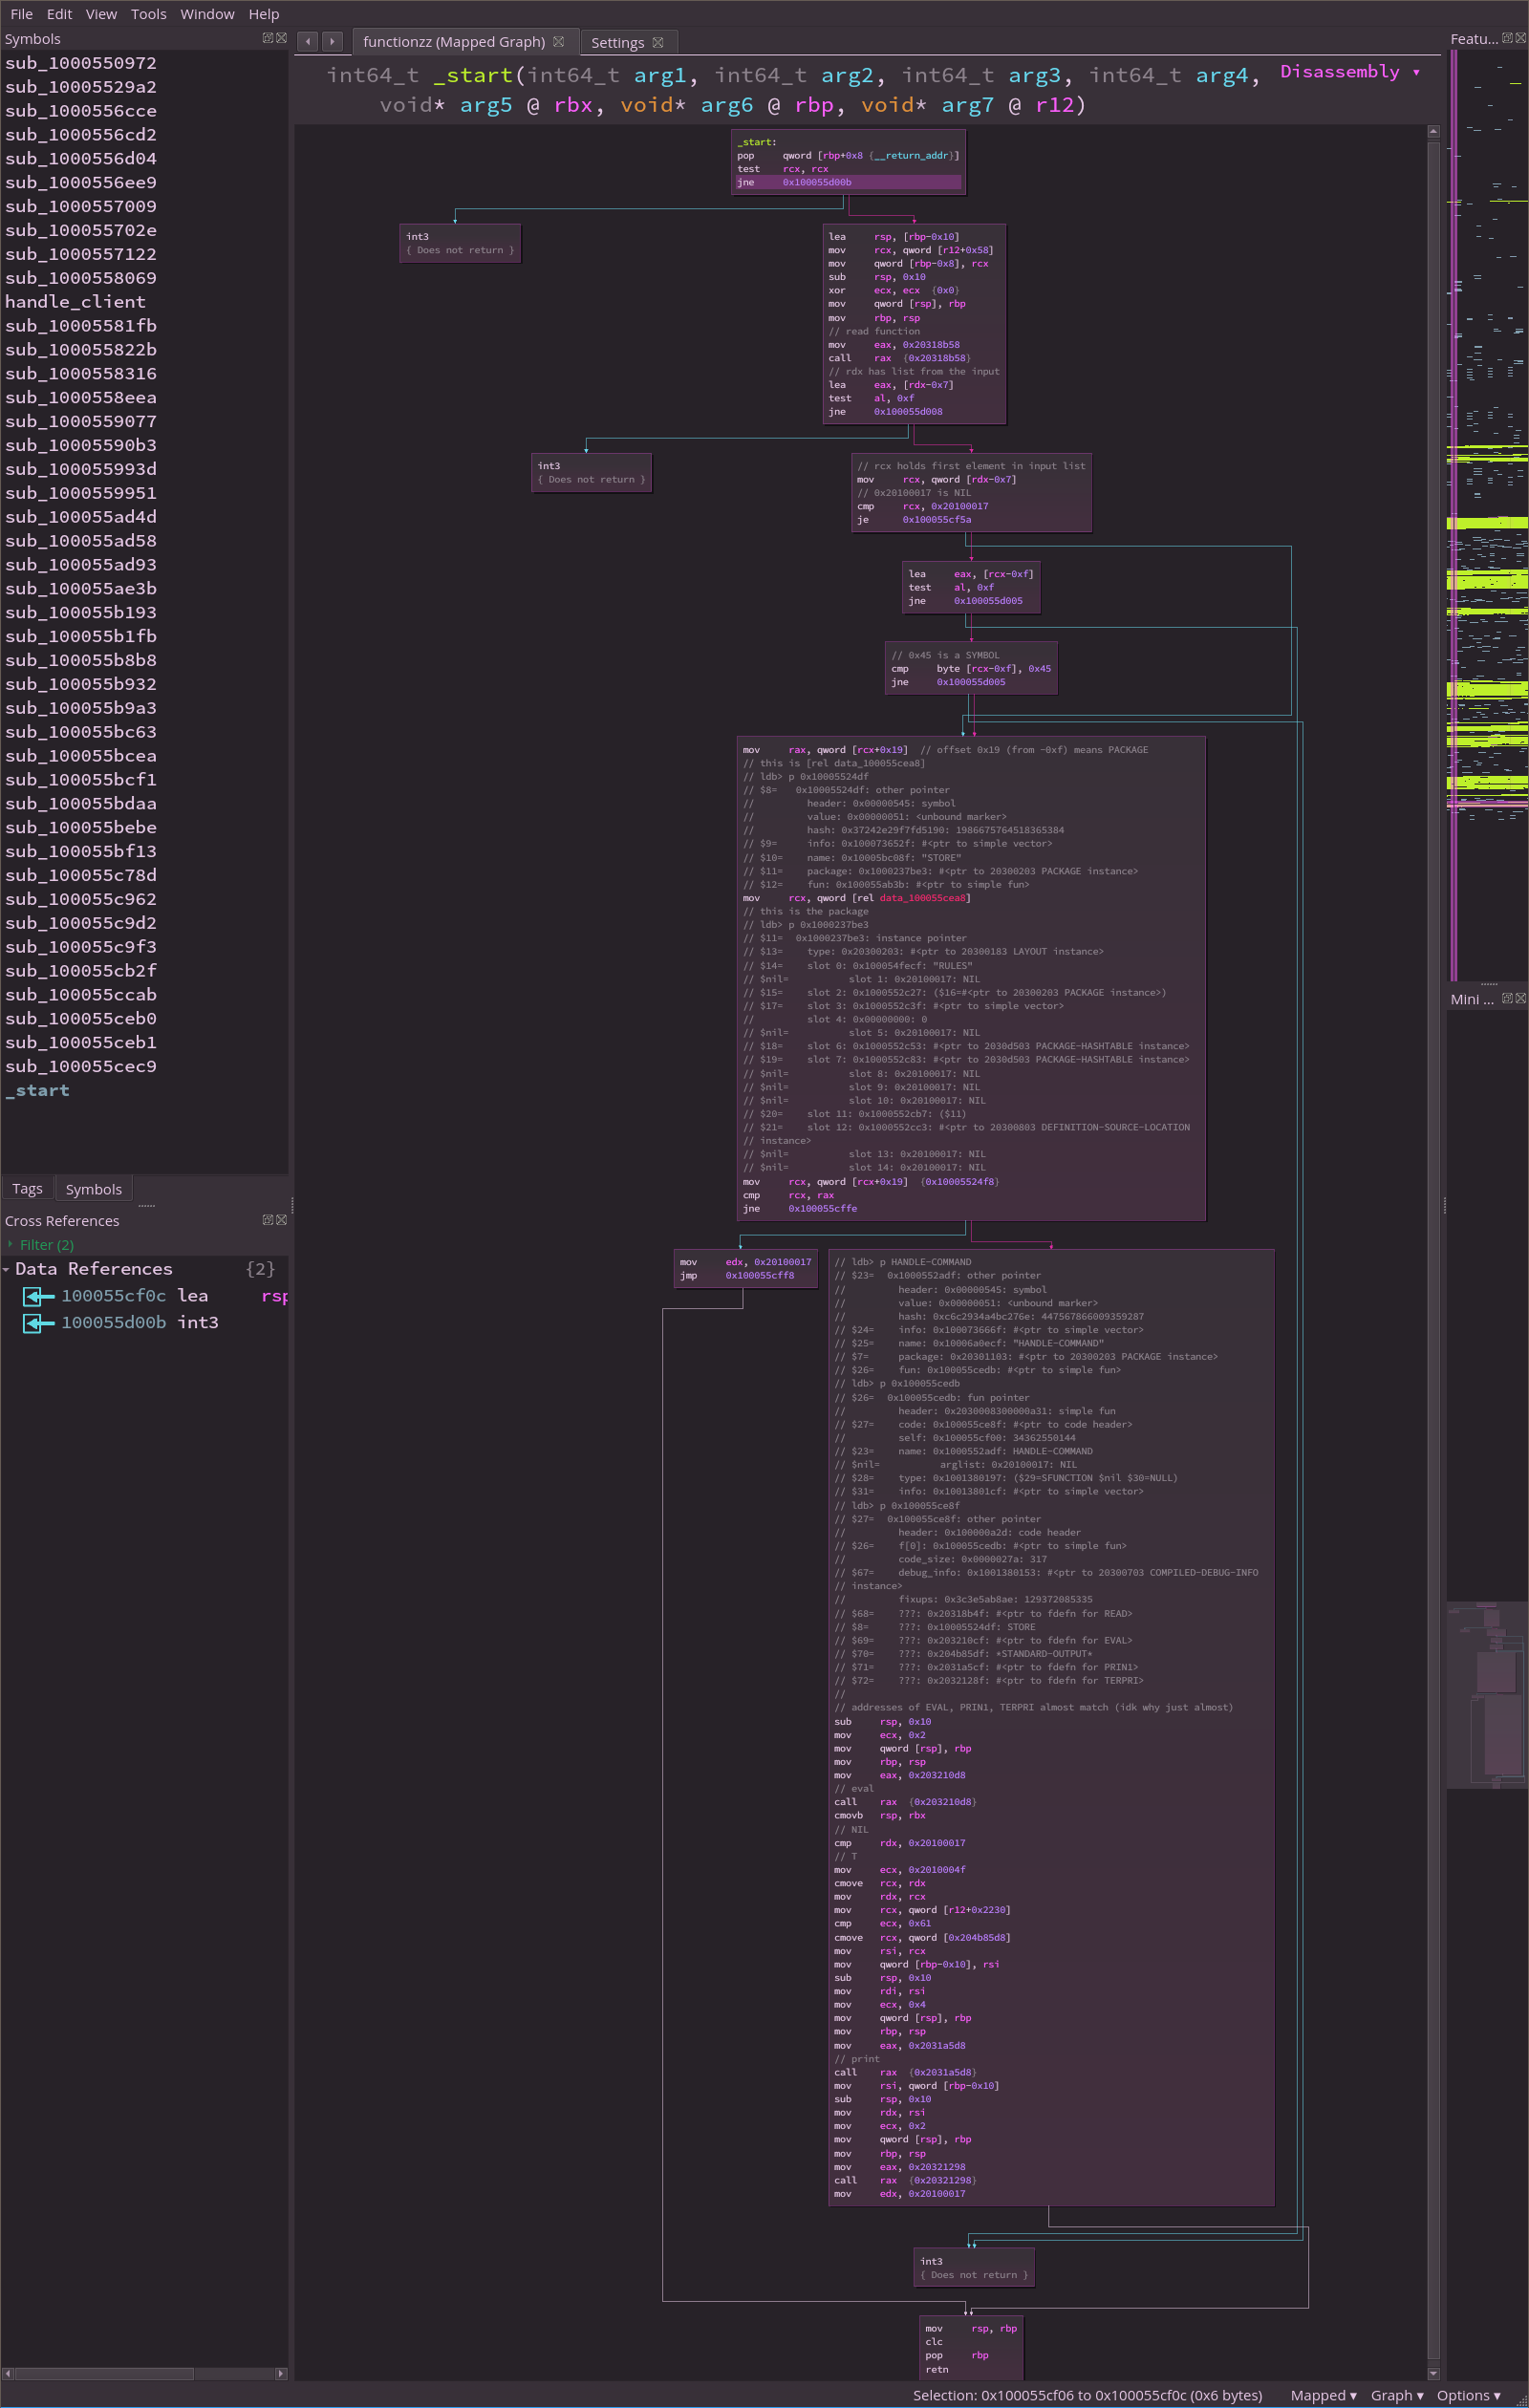 File Edit View Tools Window Help
Symbols
sub_1000550972
sub_10005529a2
sub_1000556cce
sub_1000556cd2
sub_1000556d04
sub_1000556ee9
sub_1000557009
sub_100055702e
sub_1000557122
sub_1000558069
handle_client
sub_10005581fb
sub_100055822b
sub_1000558316
sub_1000558eea
sub_1000559077
sub_10005590b3
sub_100055993d
sub_1000559951
sub_100055ad4d
sub_100055ad58
sub_100055ad93
sub_100055ae3b
sub_100055b193
sub_100055b1fb
sub_100055b8b8
sub_100055b932
sub_100055b9a3
sub_100055bc63
sub_100055bcea
sub_100055bcf1
sub_100055bdaa
sub_100055bebe
sub_100055bf13
sub_100055c78d
sub_100055c962
sub_100055c9d2
sub_100055c9f3
sub_100055cb2f
sub_100055ccab
sub_100055ceb0
sub_100055ceb1
sub_100055cec9
_start
Tags Symbols
Cross References
Filter (2)
Data References {2}
100055cf0c lea rsp
100055d00b int3
functionzz (Mapped Graph) Settings
int64_t _start(int64_t arg1, int64_t arg2, int64_t arg3, int64_t arg4,
void* arg5 @ rbx, void* arg6 @ rbp, void* arg7 @ r12)
Disassembly ▾
_start:
pop qword [rbp+0x8 {__return_addr}]
test rcx, rcx
jne 0x100055d00b
int3
{ Does not return }
lea rsp, [rbp-0x10]
mov rcx, qword [r12+0x58]
mov qword [rbp-0x8], rcx
sub rsp, 0x10
xor ecx, ecx {0x0}
mov qword [rsp], rbp
mov rbp, rsp
// read function
mov eax, 0x20318b58
call rax {0x20318b58}
// rdx has list from the input
lea eax, [rdx-0x7]
test al, 0xf
jne 0x100055d008
int3
{ Does not return }
// rcx holds first element in input list
mov rcx, qword [rdx-0x7]
// 0x20100017 is NIL
cmp rcx, 0x20100017
je 0x100055cf5a
lea eax, [rcx-0xf]
test al, 0xf
jne 0x100055d005
// 0x45 is a SYMBOL
cmp byte [rcx-0xf], 0x45
jne 0x100055d005
mov rax, qword [rcx+0x19] // offset 0x19 (from -0xf) means PACKAGE
// this is [rel data_100055cea8]
// ldb> p 0x10005524df
// $8= 0x10005524df: other pointer
// header: 0x00000545: symbol
// value: 0x00000051: <unbound marker>
// hash: 0x37242e29f7fd5190: 1986675764518365384
// $9= info: 0x100073652f: #<ptr to simple vector>
// $10= name: 0x10005bc08f: "STORE"
// $11= package: 0x1000237be3: #<ptr to 20300203 PACKAGE instance>
// $12= fun: 0x100055ab3b: #<ptr to simple fun>
mov rcx, qword [rel data_100055cea8]
// this is the package
// ldb> p 0x1000237be3
// $11= 0x1000237be3: instance pointer
// $13= type: 0x20300203: #<ptr to 20300183 LAYOUT instance>
// $14= slot 0: 0x100054fecf: "RULES"
// $nil= slot 1: 0x20100017: NIL
// $15= slot 2: 0x1000552c27: ($16=#<ptr to 20300203 PACKAGE instance>)
// $17= slot 3: 0x1000552c3f: #<ptr to simple vector>
// slot 4: 0x00000000: 0
// $nil= slot 5: 0x20100017: NIL
// $18= slot 6: 0x1000552c53: #<ptr to 2030d503 PACKAGE-HASHTABLE instance>
// $19= slot 7: 0x1000552c83: #<ptr to 2030d503 PACKAGE-HASHTABLE instance>
// $nil= slot 8: 0x20100017: NIL
// $nil= slot 9: 0x20100017: NIL
// $nil= slot 10: 0x20100017: NIL
// $20= slot 11: 0x1000552cb7: ($11)
// $21= slot 12: 0x1000552cc3: #<ptr to 20300803 DEFINITION-SOURCE-LOCATION
// instance>
// $nil= slot 13: 0x20100017: NIL
// $nil= slot 14: 0x20100017: NIL
mov rcx, qword [rcx+0x19] {0x10005524f8}
cmp rcx, rax
jne 0x100055cffe
mov edx, 0x20100017
jmp 0x100055cff8
// ldb> p HANDLE-COMMAND
// $23= 0x1000552adf: other pointer
// header: 0x00000545: symbol
// value: 0x00000051: <unbound marker>
// hash: 0xc6c2934a4bc276e: 447567866009359287
// $24= info: 0x100073666f: #<ptr to simple vector>
// $25= name: 0x10006a0ecf: "HANDLE-COMMAND"
// $7= package: 0x20301103: #<ptr to 20300203 PACKAGE instance>
// $26= fun: 0x100055cedb: #<ptr to simple fun>
// ldb> p 0x100055cedb
// $26= 0x100055cedb: fun pointer
// header: 0x2030008300000a31: simple fun
// $27= code: 0x100055ce8f: #<ptr to code header>
// self: 0x100055cf00: 34362550144
// $23= name: 0x1000552adf: HANDLE-COMMAND
// $nil= arglist: 0x20100017: NIL
// $28= type: 0x1001380197: ($29=SFUNCTION $nil $30=NULL)
// $31= info: 0x10013801cf: #<ptr to simple vector>
// ldb> p 0x100055ce8f
// $27= 0x100055ce8f: other pointer
// header: 0x100000a2d: code header
// $26= f[0]: 0x100055cedb: #<ptr to simple fun>
// code_size: 0x0000027a: 317
// $67= debug_info: 0x1001380153: #<ptr to 20300703 COMPILED-DEBUG-INFO
// instance>
// fixups: 0x3c3e5ab8ae: 129372085335
// $68= ???: 0x20318b4f: #<ptr to fdefn for READ>
// $8= ???: 0x10005524df: STORE
// $69= ???: 0x203210cf: #<ptr to fdefn for EVAL>
// $70= ???: 0x204b85df: *STANDARD-OUTPUT*
// $71= ???: 0x2031a5cf: #<ptr to fdefn for PRIN1>
// $72= ???: 0x2032128f: #<ptr to fdefn for TERPRI>
//
// addresses of EVAL, PRIN1, TERPRI almost match (idk why just almost)
sub rsp, 0x10
mov ecx, 0x2
mov qword [rsp], rbp
mov rbp, rsp
mov eax, 0x203210d8
// eval
call rax {0x203210d8}
cmovb rsp, rbx
// NIL
cmp rdx, 0x20100017
// T
mov ecx, 0x2010004f
cmove rcx, rdx
mov rdx, rcx
mov rcx, qword [r12+0x2230]
cmp ecx, 0x61
cmove rcx, qword [0x204b85d8]
mov rsi, rcx
mov qword [rbp-0x10], rsi
sub rsp, 0x10
mov rdi, rsi
mov ecx, 0x4
mov qword [rsp], rbp
mov rbp, rsp
mov eax, 0x2031a5d8
// print
call rax {0x2031a5d8}
mov rsi, qword [rbp-0x10]
sub rsp, 0x10
mov rdx, rsi
mov ecx, 0x2
mov qword [rsp], rbp
mov rbp, rsp
mov eax, 0x20321298
call rax {0x20321298}
mov edx, 0x20100017
int3
{ Does not return }
mov rsp, rbp
clc
pop rbp
retn
Featu...
Mini ...
Selection: 0x100055cf06 to 0x100055cf0c (0x6 bytes) Mapped ▾ Graph ▾ Options ▾